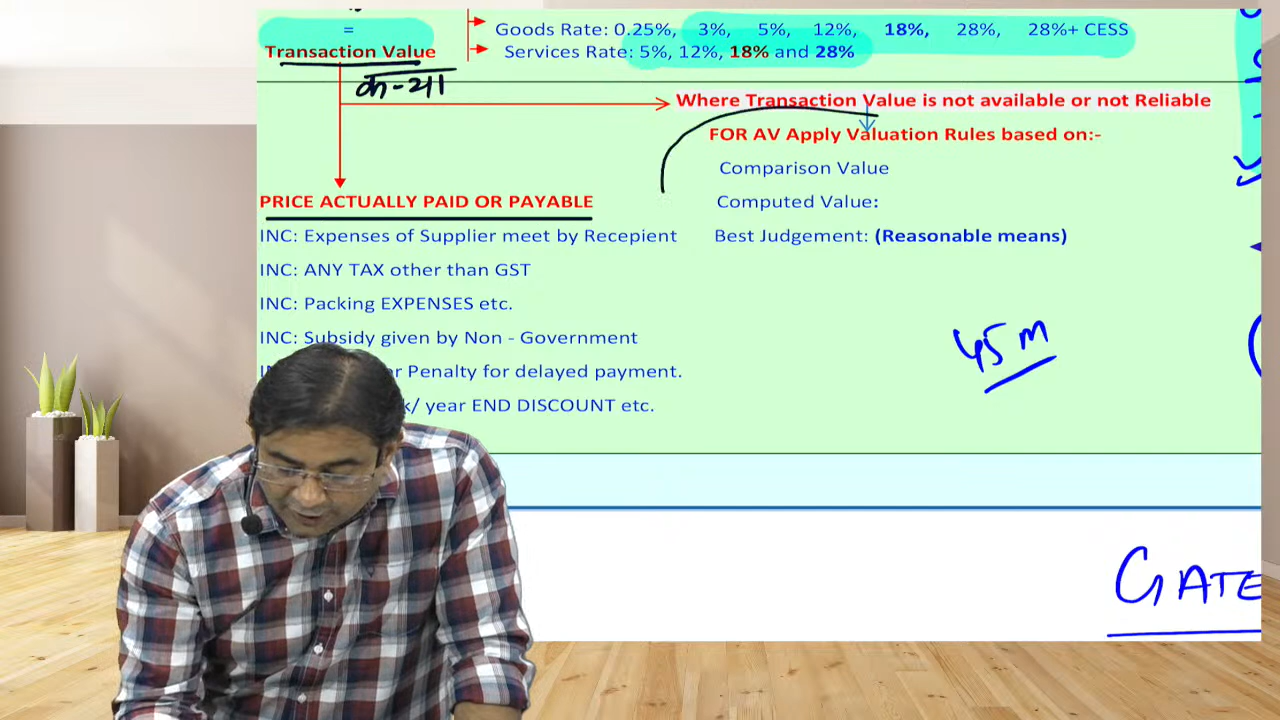 =
Transaction Value
Goods Rate: 0.25%, 3%, 5%, 12%, 18%, 28%, 28%+ CESS
Services Rate: 5%, 12%, 18% and 28%
Where Transaction Value is not available or not Reliable
FOR AV Apply Valuation Rules based on:-
Comparison Value
Computed Value:
Best Judgement: (Reasonable means)
PRICE ACTUALLY PAID OR PAYABLE
INC: Expenses of Supplier meet by Recepient
INC: ANY TAX other than GST
INC: Packing EXPENSES etc.
INC: Subsidy given by Non - Government
Penalty for delayed payment.
/ year END DISCOUNT etc.
45 m
GATE